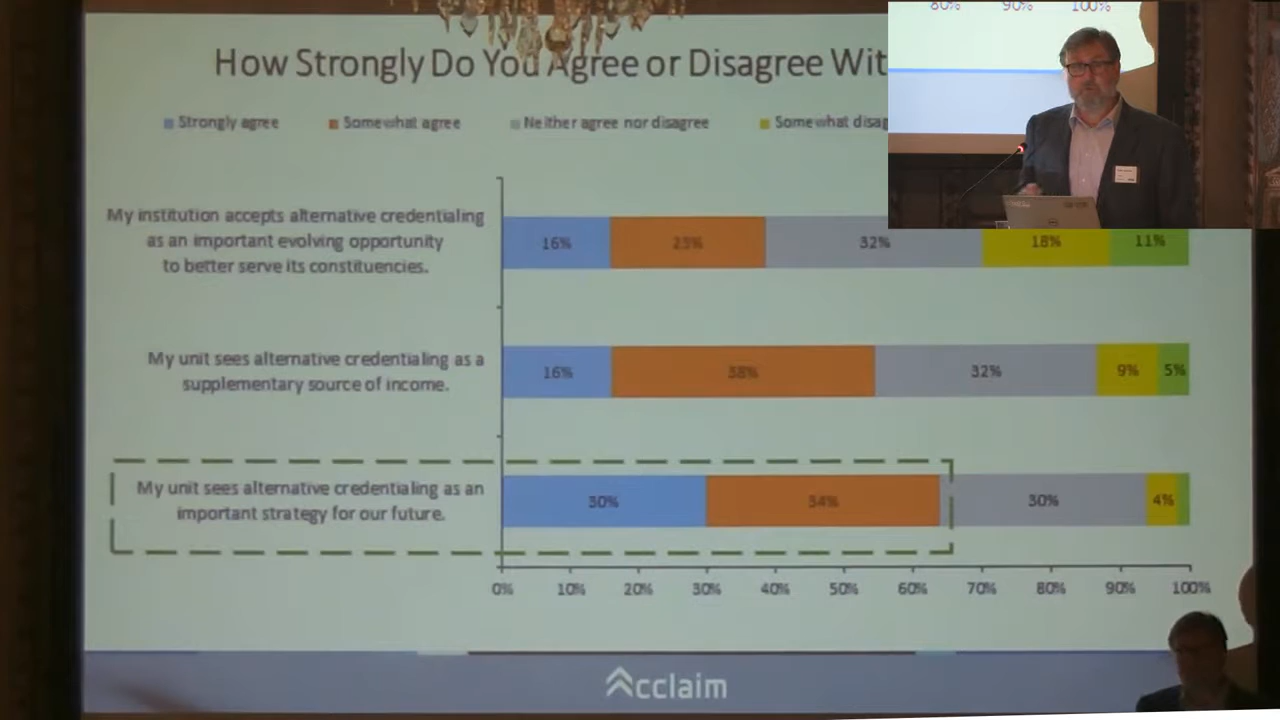 80% 90% 100%
How Strongly Do You Agree or Disagree Wit
Strongly agree Somewhat agree Neither agree nor disagree Somewhat disag
My institution accepts alternative credentialing
as an important evolving opportunity
to better serve its constituencies.
16% 23% 32% 18% 11%
My unit sees alternative credentialing as a
supplementary source of income.
16% 38% 32% 9% 5%
My unit sees alternative credentialing as an
important strategy for our future.
30% 34% 30% 4%
0% 10% 20% 30% 40% 50% 60% 70% 80% 90% 100%
Acclaim